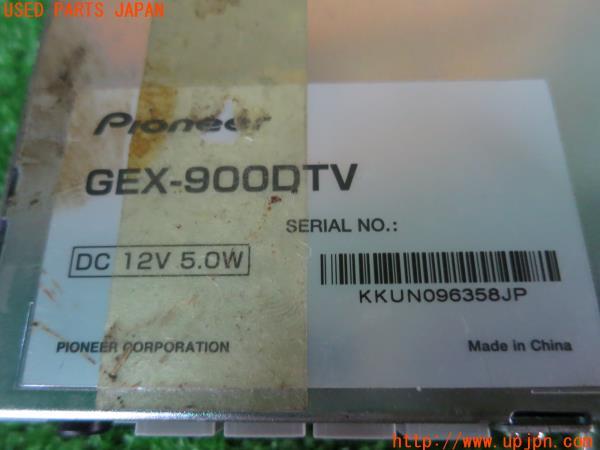 USED PARTS JAPAN
Pioneer
GEX-900DTV
SERIAL NO.:
DC 12V 5.0W
KKUN096358JP
PIONEER CORPORATION
Made in China
http://www.upjpn.com/